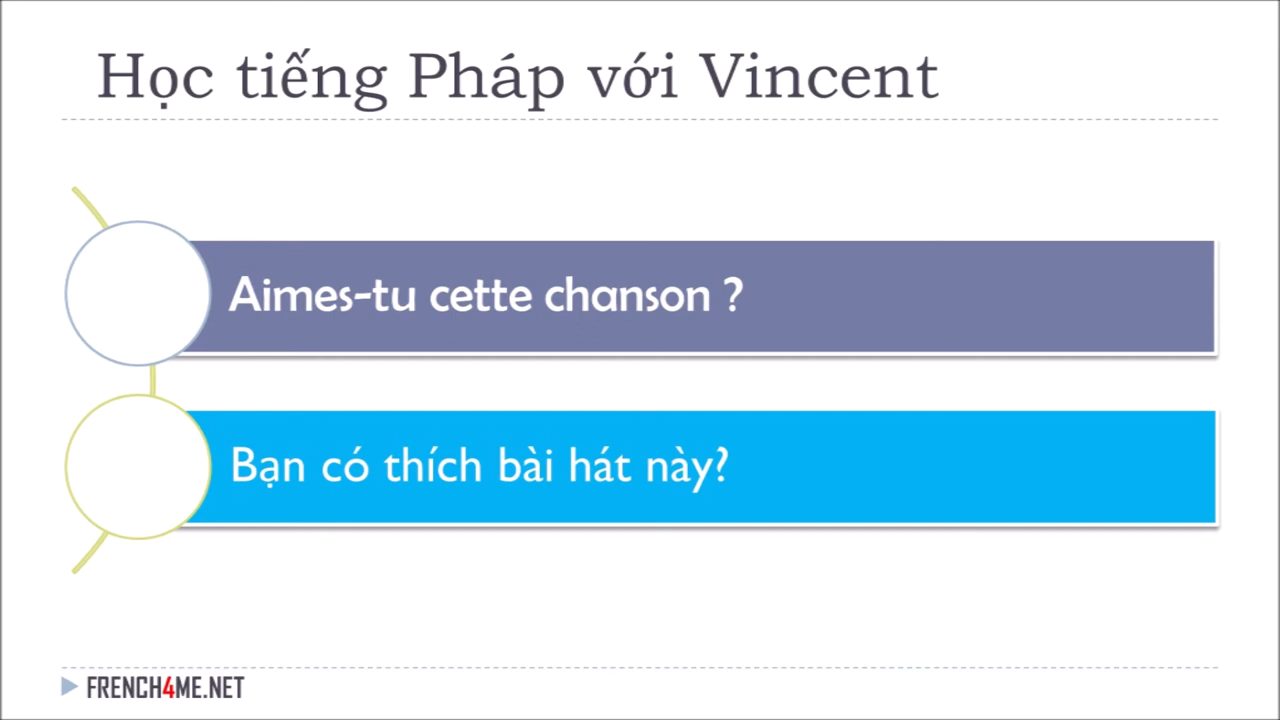 Học tiếng Pháp với Vincent
Aimes-tu cette chanson ?
Bạn có thích bài hát này?
FRENCH4ME.NET